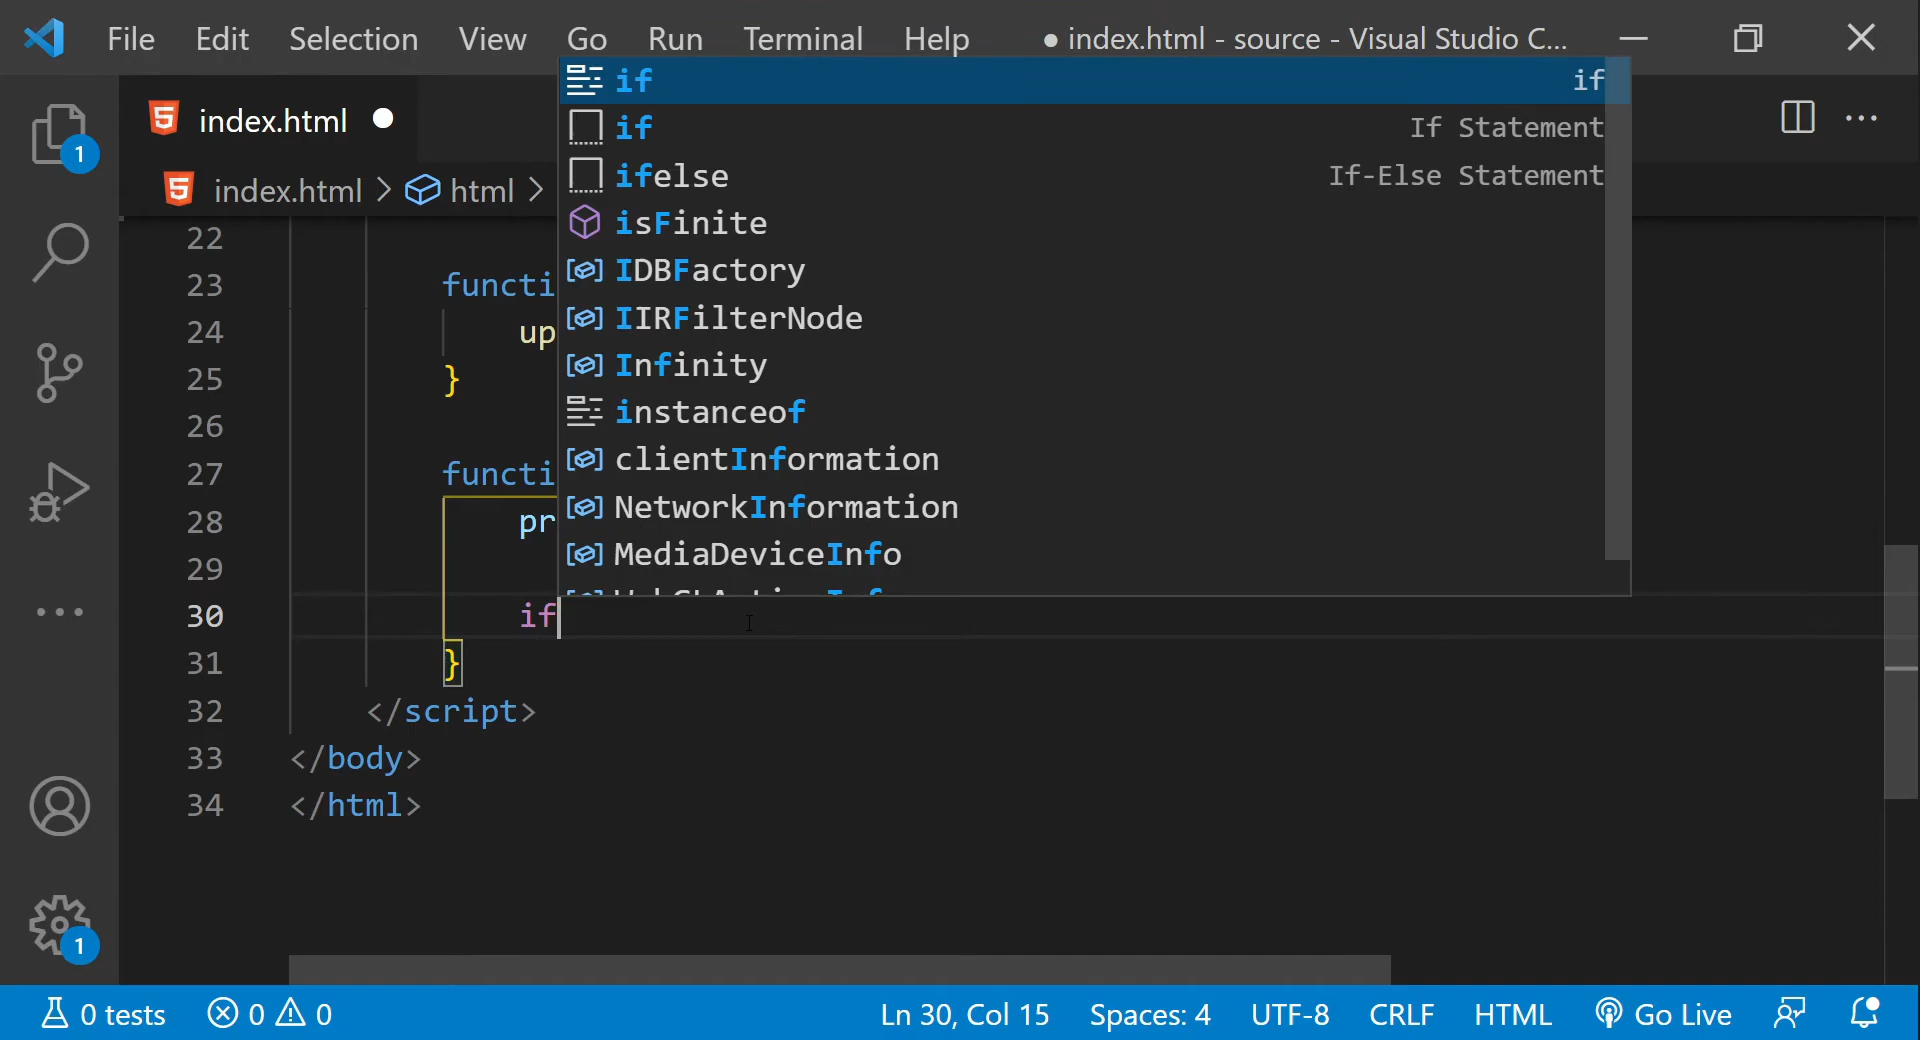 File Edit Selection View Go Run Terminal Help ● index.html - source - Visual Studio C...
index.html ●
index.html > html >
if if
if If Statement
ifelse If-Else Statement
isFinite
IDBFactory
IIRFilterNode
Infinity
instanceof
clientInformation
NetworkInformation
MediaDeviceInfo
22
23 functi
24 up
25 }
26
27 functi
28 pr
29
30 if
31 }
32 </script>
33 </body>
34 </html>
1
1
0 tests 0 0 Ln 30, Col 15 Spaces: 4 UTF-8 CRLF HTML Go Live